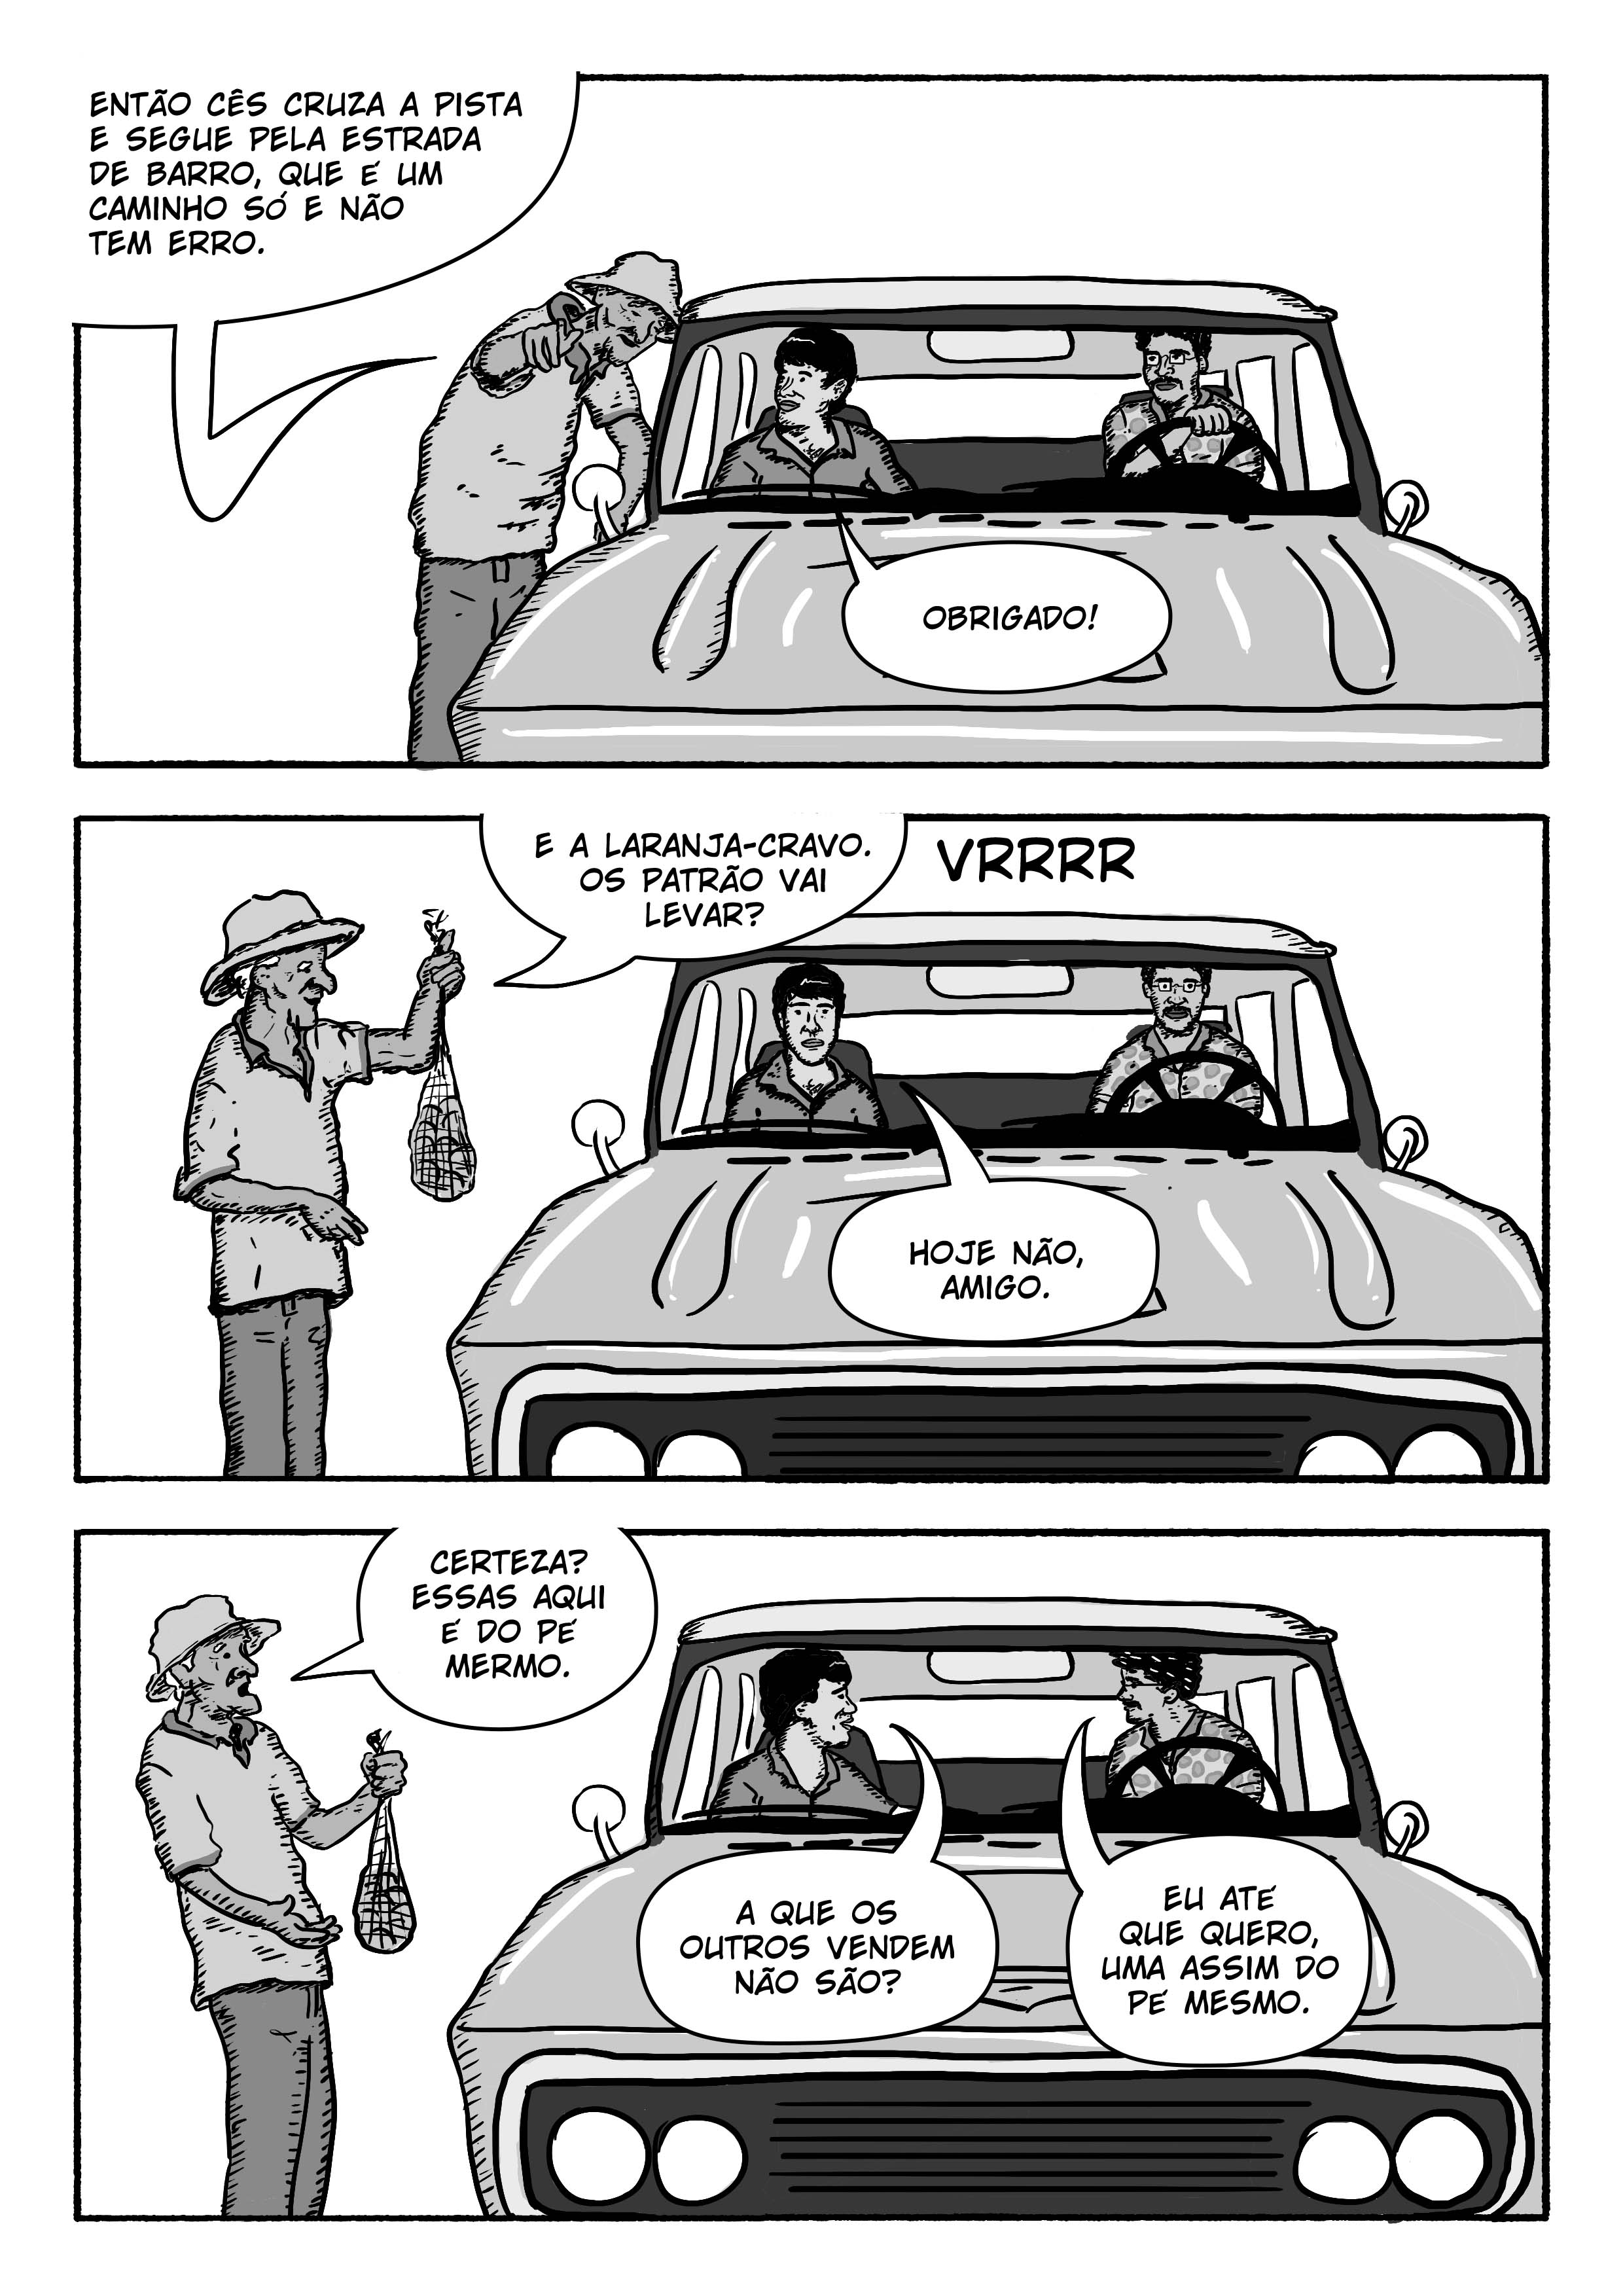 ENTÃO CÊS CRUZA A PISTA
E SEGUE PELA ESTRADA
DE BARRO, QUE É UM
CAMINHO SÓ E NÃO
TEM ERRO.
OBRIGADO!
E A LARANJA-CRAVO.
OS PATRÃO VAI
LEVAR?
VRRRR
HOJE NÃO,
AMIGO.
CERTEZA?
ESSAS AQUI
É DO PÉ
MERMO.
A QUE OS
OUTROS VENDEM
NÃO SÃO?
EU ATÉ
QUE QUERO,
UMA ASSIM DO
PÉ MESMO.